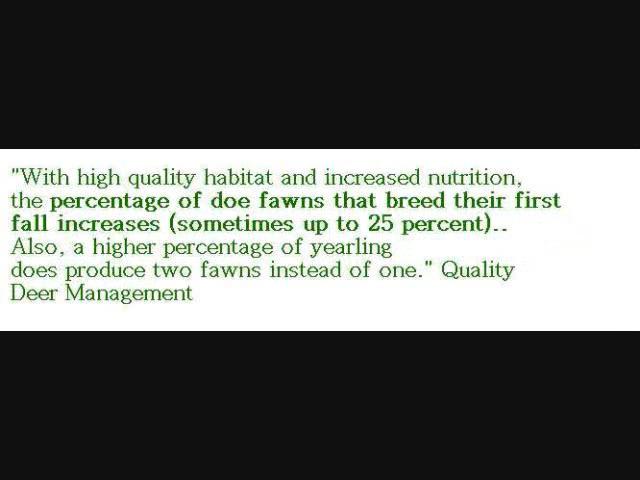 "With high quality habitat and increased nutrition,
the percentage of doe fawns that breed their first
fall increases (sometimes up to 25 percent)..
Also, a higher percentage of yearling
does produce two fawns instead of one." Quality
Deer Management